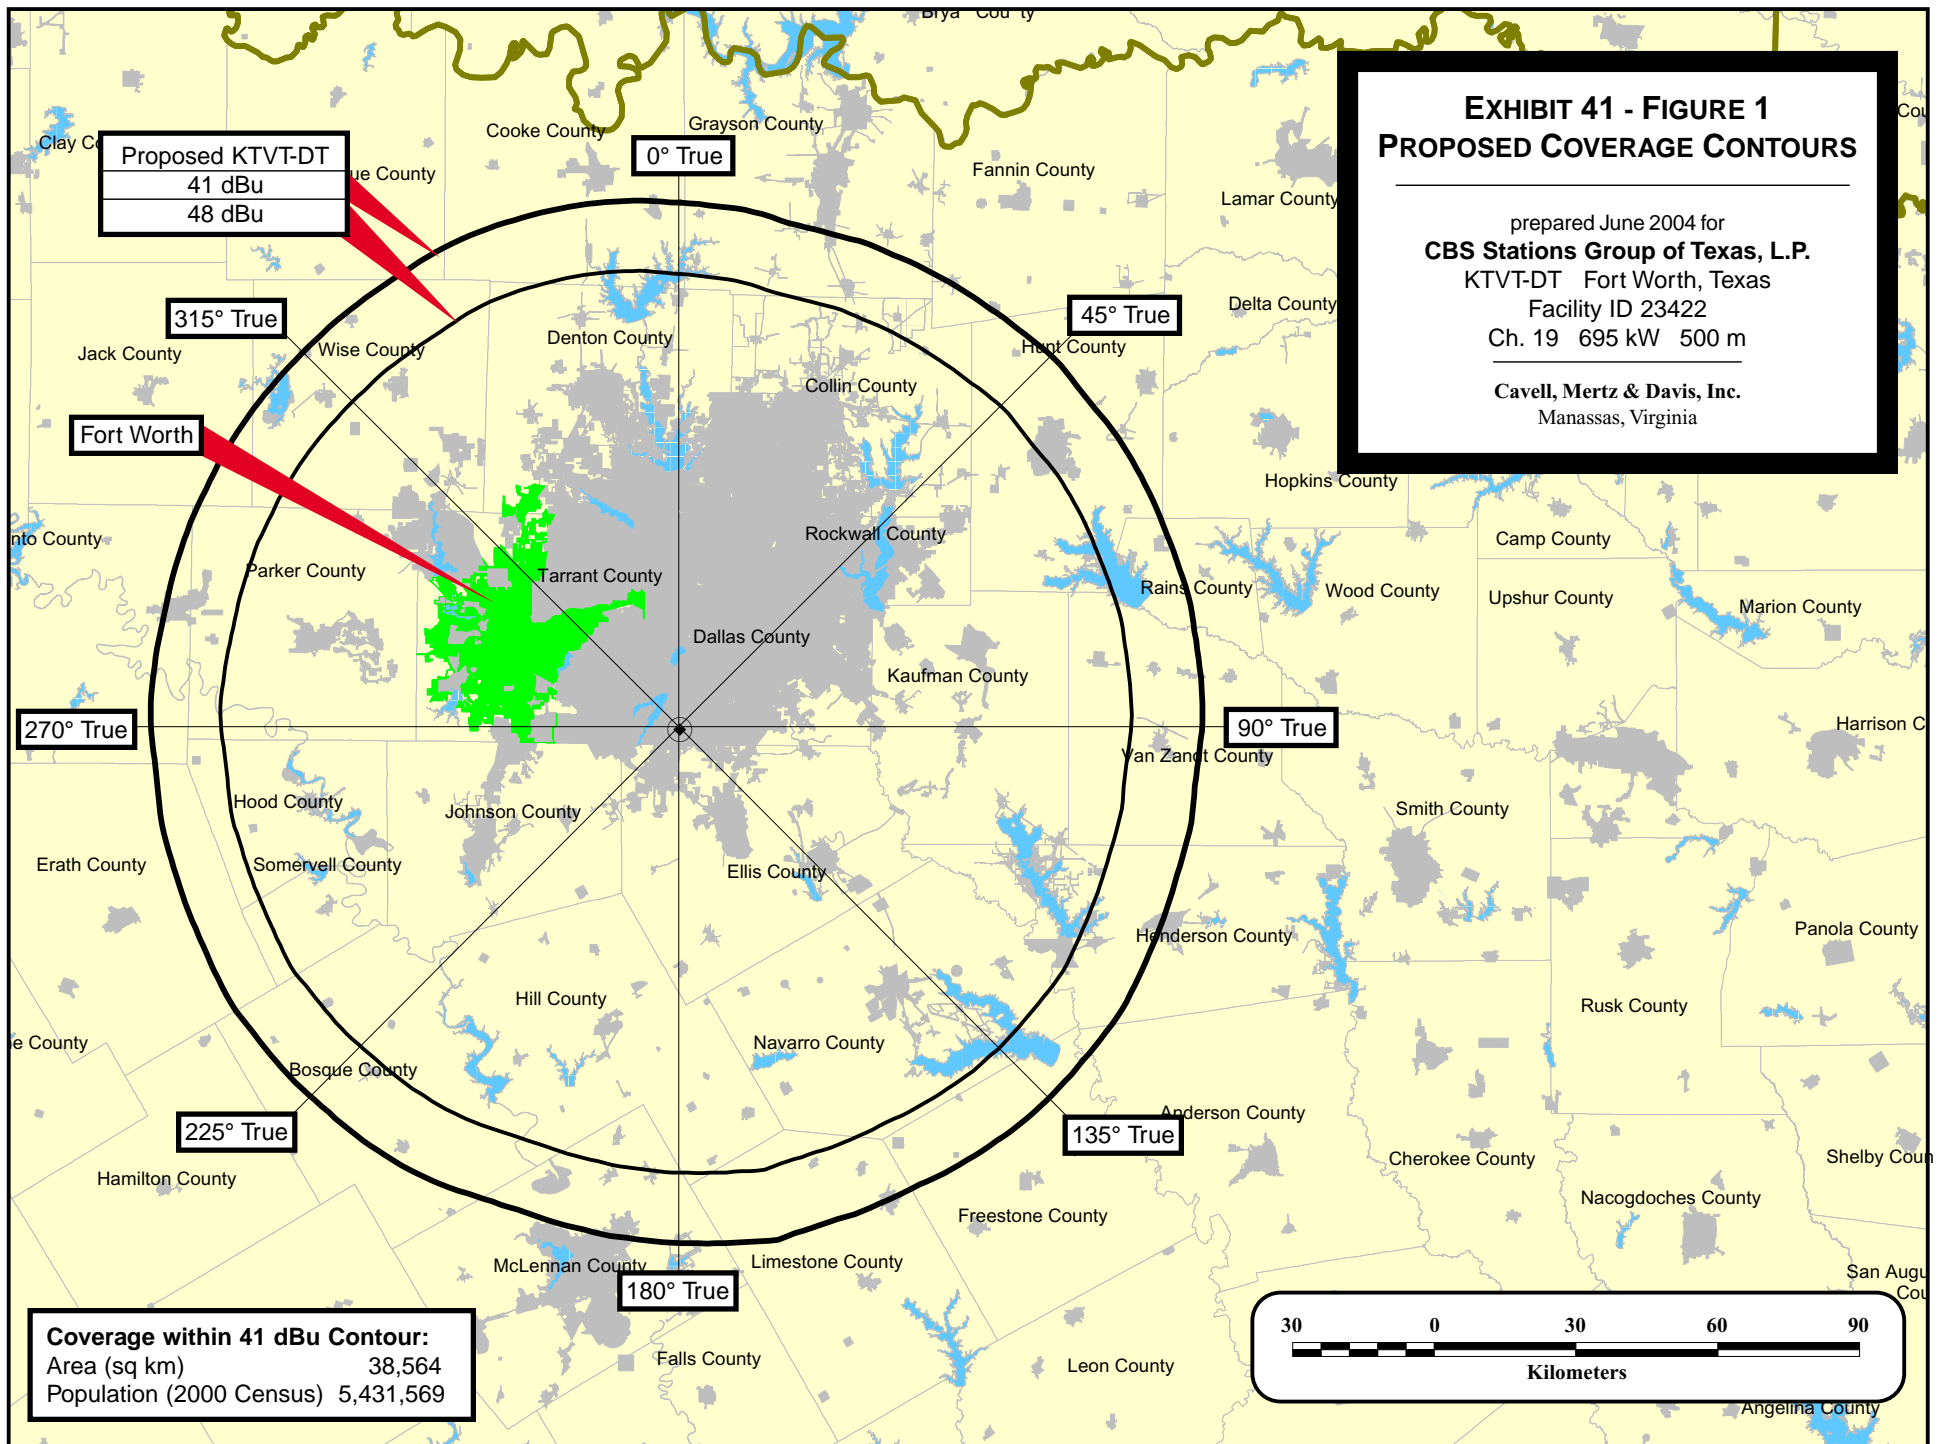 EXHIBIT 41 - FIGURE 1
PROPOSED COVERAGE CONTOURS
prepared June 2004 for
CBS Stations Group of Texas, L.P.
KTVT-DT Fort Worth, Texas
Facility ID 23422
Ch. 19 695 kW 500 m
Cavell, Mertz & Davis, Inc.
Manassas, Virginia
Proposed KTVT-DT
41 dBu
48 dBu
Fort Worth
0° True
45° True
90° True
135° True
180° True
225° True
270° True
315° True
Cooke County
Grayson County
Fannin County
Lamar County
Delta County
Hunt County
Hopkins County
Jack County
Wise County
Denton County
Collin County
Rockwall County
Camp County
Parker County
Tarrant County
Dallas County
Rains County
Wood County
Upshur County
Marion County
Kaufman County
Van Zandt County
Harrison C
Hood County
Johnson County
Smith County
Erath County
Somervell County
Ellis County
Henderson County
Panola County
Hill County
Navarro County
Rusk County
Bosque County
Anderson County
Cherokee County
Shelby Coun
Hamilton County
Nacogdoches County
Freestone County
McLennan County
Limestone County
San Augu
Cou
Falls County
Leon County
Angelina County
Clay Co
ue County
nto County
e County
Cou
Coverage within 41 dBu Contour:
Area (sq km) 38,564
Population (2000 Census) 5,431,569
30 0 30 60 90
Kilometers